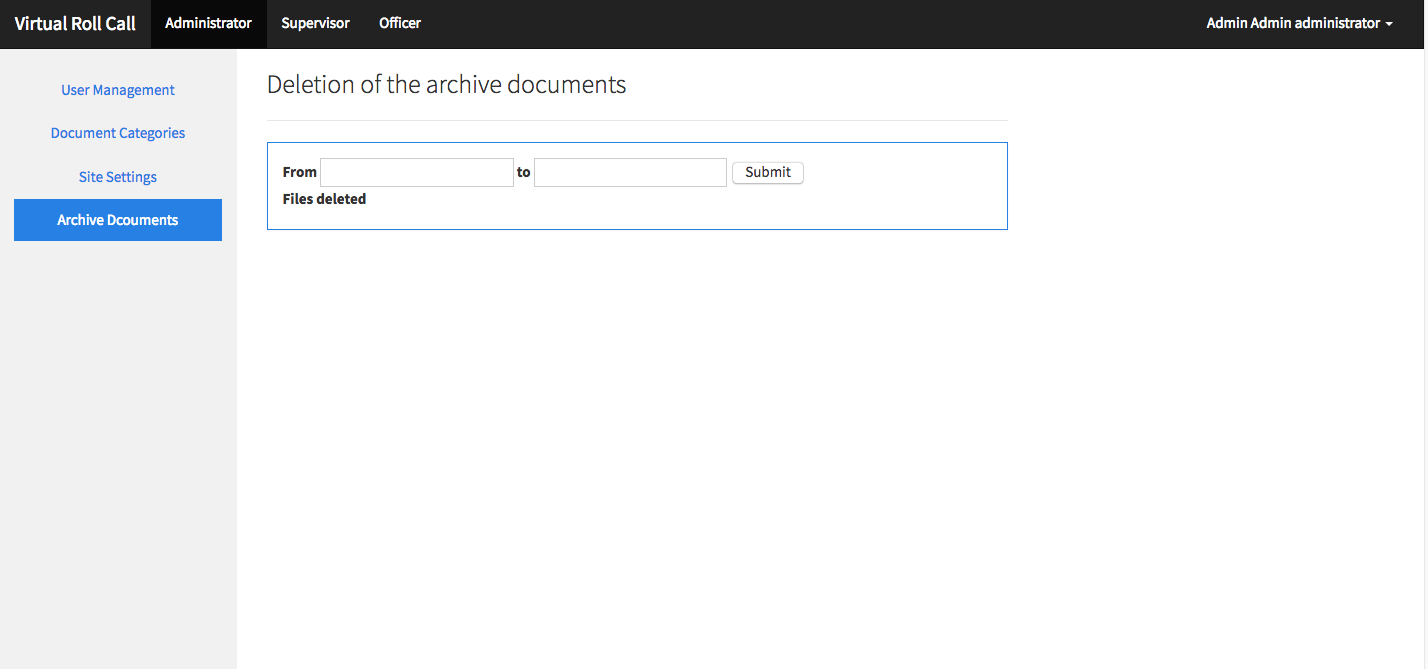 Virtual Roll Call Administrator Supervisor Officer Admin Admin administrator
User Management
Document Categories
Site Settings
Archive Dcouments
Deletion of the archive documents
From to Submit
Files deleted